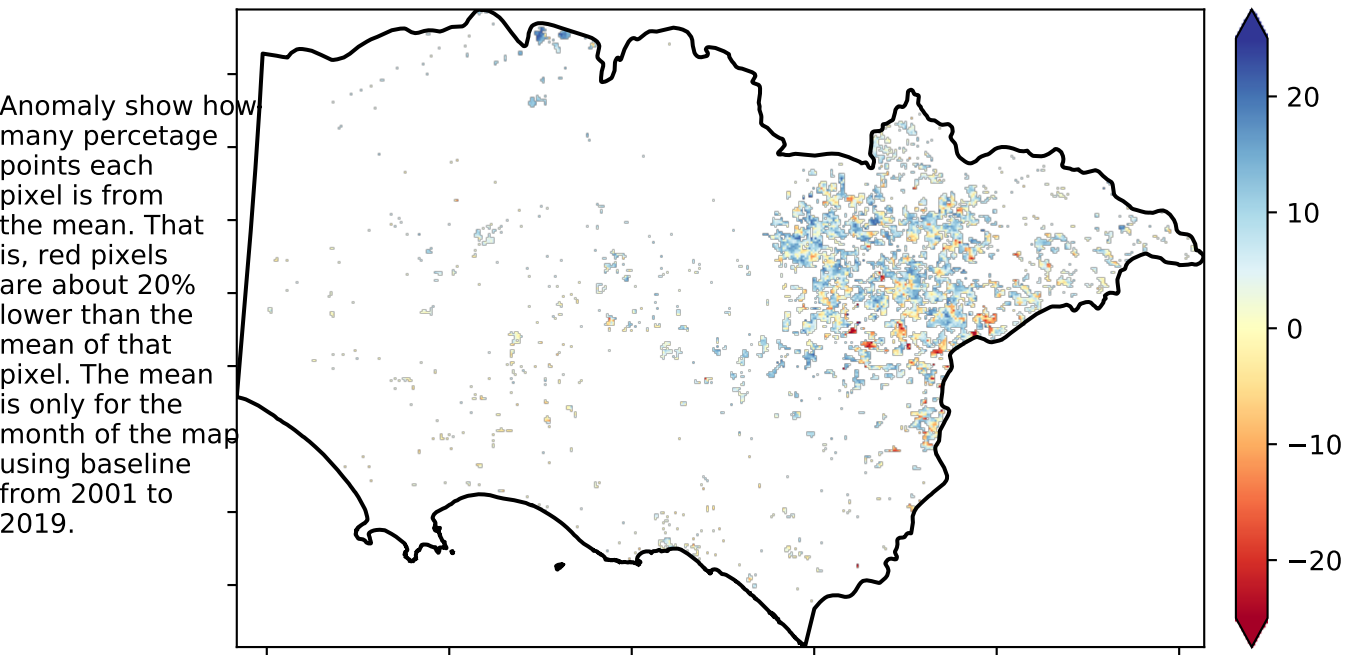 Anomaly show how
many percetage
points each
pixel is from
the mean. That
is, red pixels
are about 20%
lower than the
mean of that
pixel. The mean
is only for the
month of the map
using baseline
from 2001 to
2019.
20
10
0
−10
−20